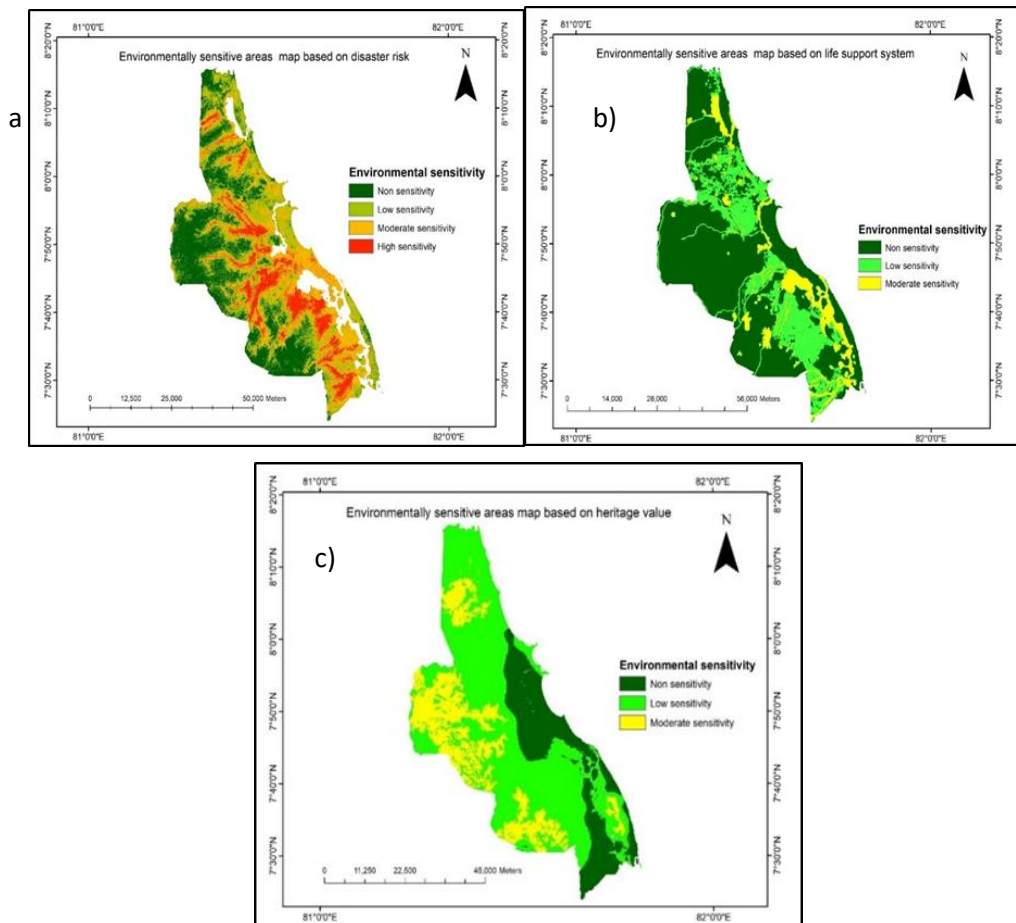 a
81°0'0"E 82°0'0"E
Environmentally sensitive areas map based on disaster risk
N
8°20'0"N 8°20'0"N
8°10'0"N 8°10'0"N
8°0'0"N 8°0'0"N
7°50'0"N 7°50'0"N
7°40'0"N 7°40'0"N
7°30'0"N 7°30'0"N
Environmental sensitivity
Non sensitivity
Low sensitivity
Moderate sensitivity
High sensitivity
0 12,500 25,000 50,000 Meters
81°0'0"E 82°0'0"E
b)
81°0'0"E 82°0'0"E
Environmentally sensitive areas map based on life support system
N
8°20'0"N 8°20'0"N
8°10'0"N 8°10'0"N
8°0'0"N 8°0'0"N
7°50'0"N 7°50'0"N
7°40'0"N 7°40'0"N
7°30'0"N 7°30'0"N
Environmental sensitivity
Non sensitivity
Low sensitivity
Moderate sensitivity
0 14,000 28,000 56,000 Meters
81°0'0"E 82°0'0"E
c)
81°0'0"E 82°0'0"E
Environmentally sensitive areas map based on heritage value
N
8°20'0"N 8°20'0"N
8°10'0"N 8°10'0"N
8°0'0"N 8°0'0"N
7°50'0"N 7°50'0"N
7°40'0"N 7°40'0"N
7°30'0"N 7°30'0"N
Environmental sensitivity
Non sensitivity
Low sensitivity
Moderate sensitivity
0 11,250 22,500 45,000 Meters
81°0'0"E 82°0'0"E